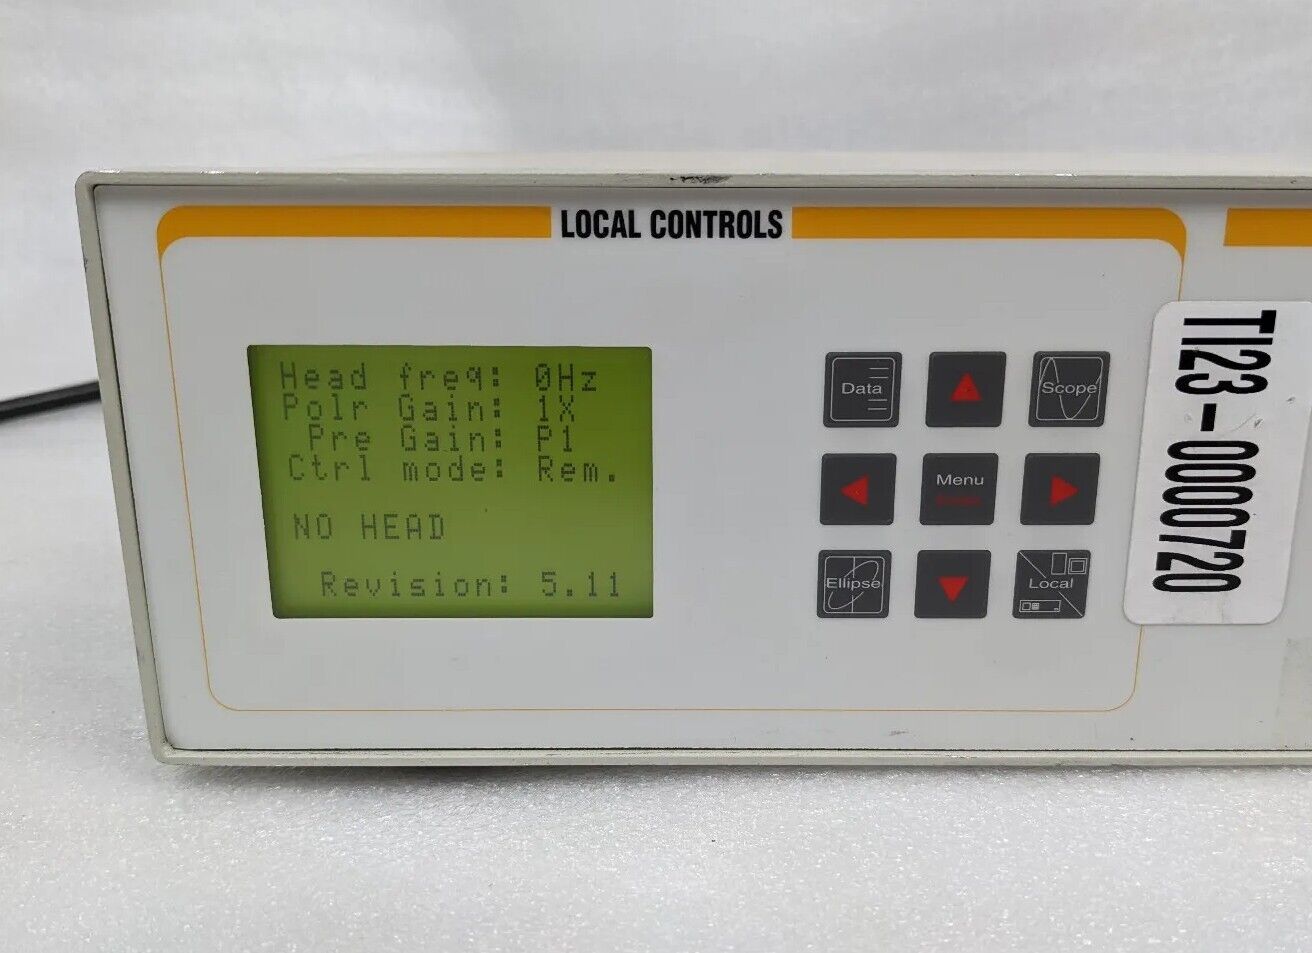 LOCAL CONTROLS
Head freq: 0Hz
Polr Gain: 1X
Pre Gain: P1
Ctrl mode: Rem.
NO HEAD
Revision: 5.11
Data
Scope
Menu
Ellipse
Local
TI23-0000720